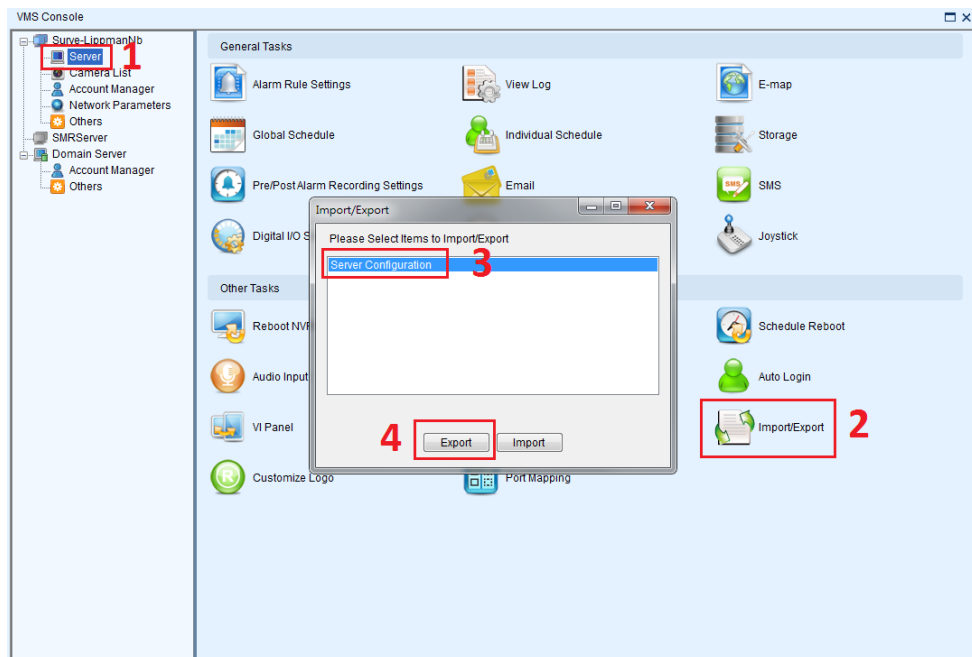 VMS Console
Surve-LippmanNb
Server
1
Camera List
Account Manager
Network Parameters
Others
SMRServer
Domain Server
Account Manager
Others
General Tasks
Alarm Rule Settings
View Log
E-map
Global Schedule
Individual Schedule
Storage
Pre/Post Alarm Recording Settings
Email
SMS
SMS
Digital I/O S
Joystick
Import/Export
Please Select Items to Import/Export
Server Configuration
3
4
Export
Import
Other Tasks
Reboot NV
Schedule Reboot
Audio Input
Auto Login
VI Panel
Import/Export
2
R
Customize Logo
Port Mapping